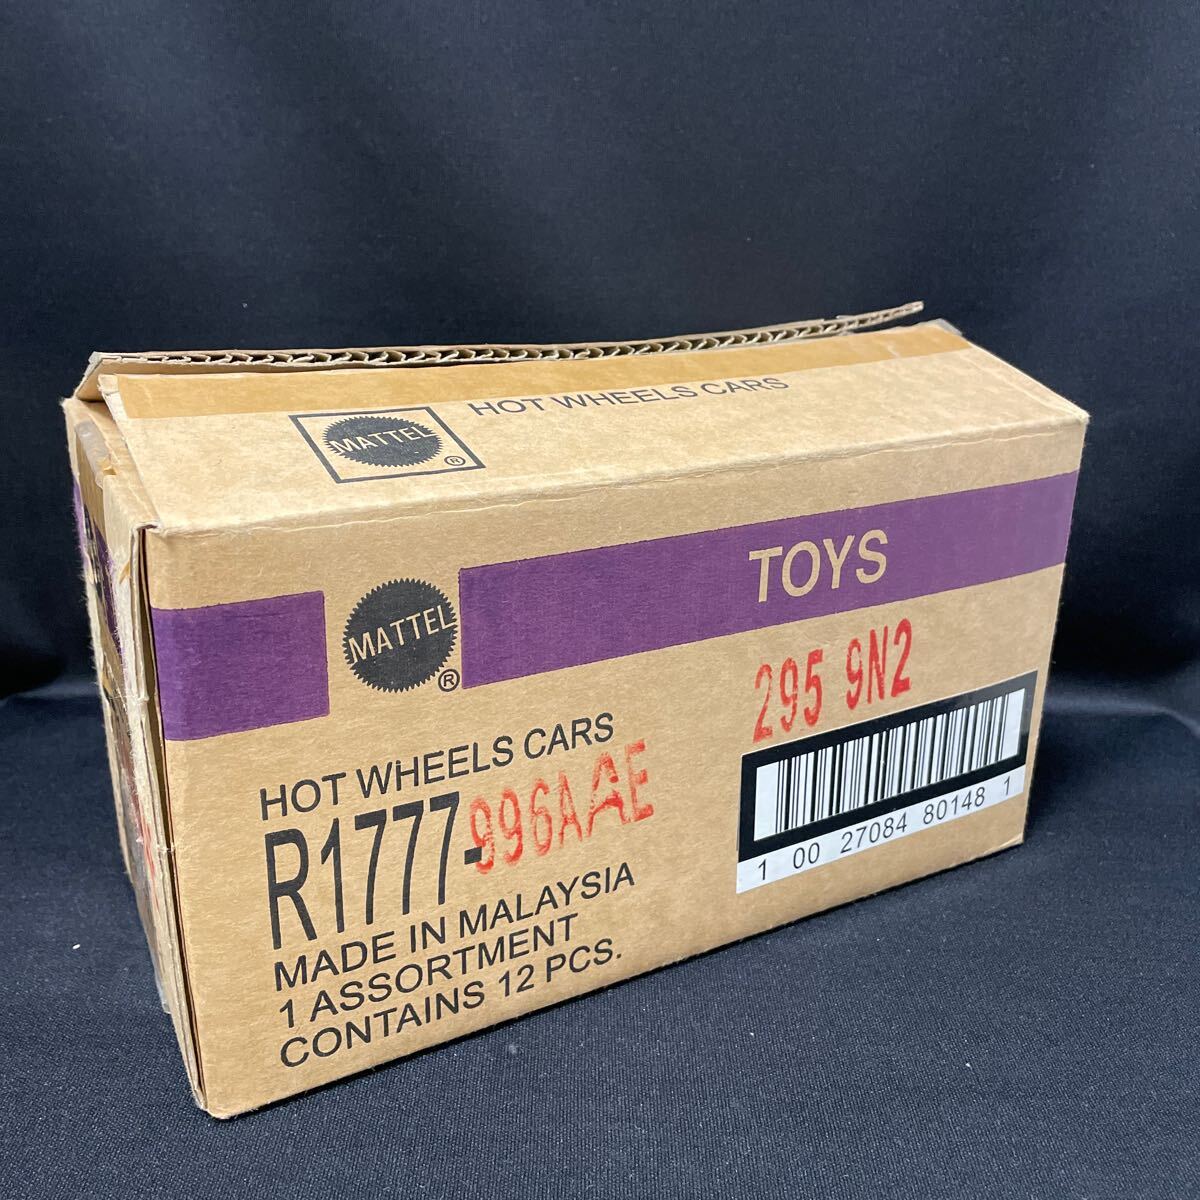 MATTEL
®
HOT WHEELS CARS
TOYS
MATTEL
®
295 9N2
HOT WHEELS CARS
R1777-996AAAE
MADE IN MALAYSIA
1 ASSORTMENT
CONTAINS 12 PCS.
1 00 27084 80148 1